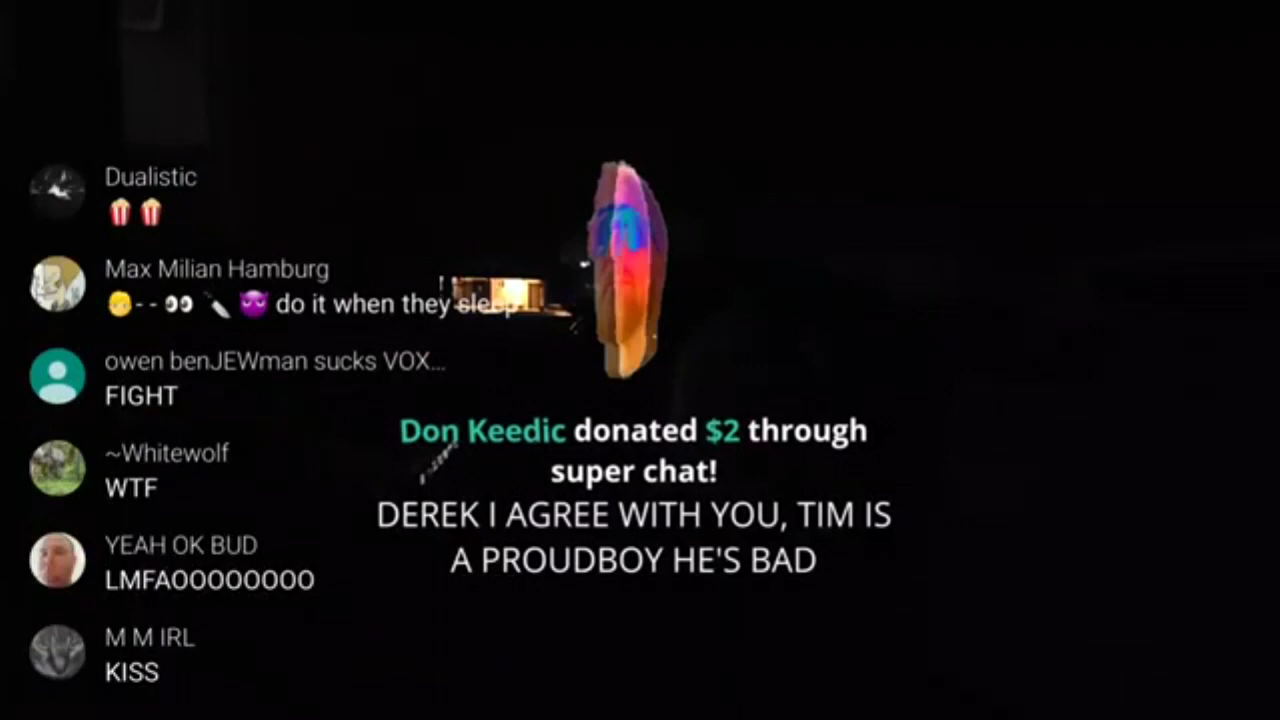 Dualistic
🍿🍿
Max Milian Hamburg
👱-- 👀 🔪 😈 do it when they sleep
owen benJEWman sucks VOX...
FIGHT
~Whitewolf
WTF
YEAH OK BUD
LMFAOOOOOOOO
M M IRL
KISS
Don Keedic donated $2 through
super chat!
DEREK I AGREE WITH YOU, TIM IS
A PROUDBOY HE'S BAD